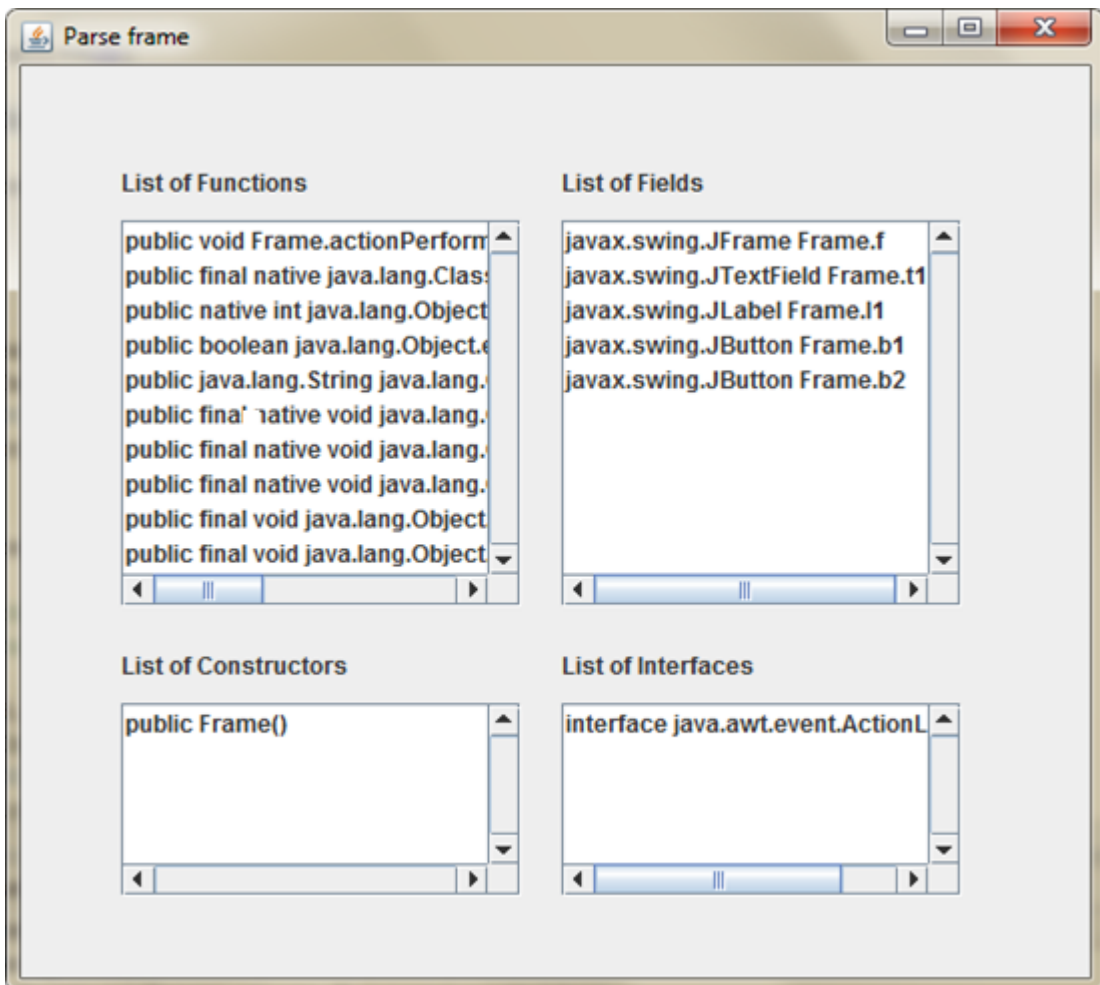 Parse frame
List of Functions
public void Frame.actionPerform
public final native java.lang.Clas
public native int java.lang.Object
public boolean java.lang.Object.e
public java.lang.String java.lang.
public final native void java.lang.
public final native void java.lang.
public final native void java.lang.
public final void java.lang.Object.
public final void java.lang.Object.
List of Fields
javax.swing.JFrame Frame.f
javax.swing.JTextField Frame.t1
javax.swing.JLabel Frame.l1
javax.swing.JButton Frame.b1
javax.swing.JButton Frame.b2
List of Constructors
public Frame()
List of Interfaces
interface java.awt.event.ActionL